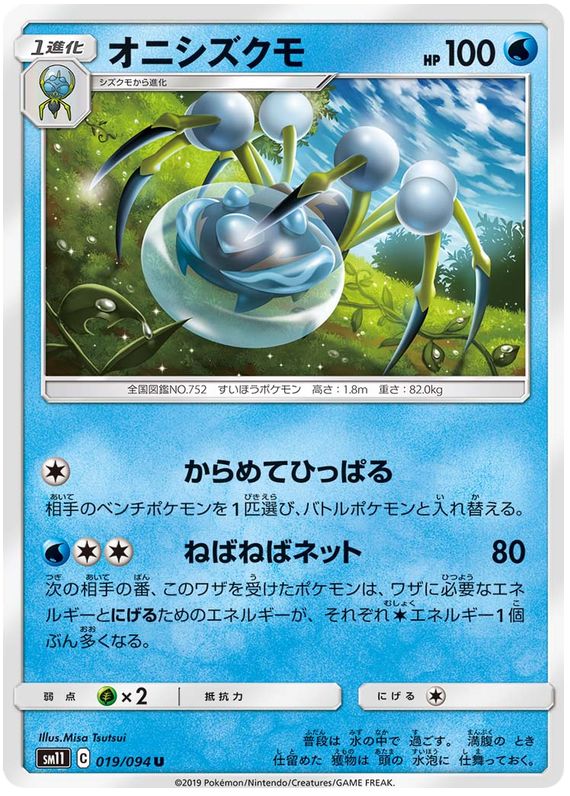 1進化
オニシズクモ
HP 100
シズクモから進化
全国図鑑NO.752 すいほうポケモン 高さ:1.8m 重さ:82.0kg
からめてひっぱる
相手のベンチポケモンを1匹選び、バトルポケモンと入れ替える。
ねばねばネット 80
次の相手の番、このワザを受けたポケモンは、ワザに必要なエネ
ルギーとにげるためのエネルギーが、それぞれエネルギー1個
ぶん多くなる。
弱点 ×2 抵抗力 にげる
Illus.Misa Tsutsui
SM11 C 019/094 U
普段は 水の中で 過ごす。満腹の とき
仕留めた 獲物は 頭の 水泡に 仕舞っておく。
©2019 Pokémon/Nintendo/Creatures/GAME FREAK.